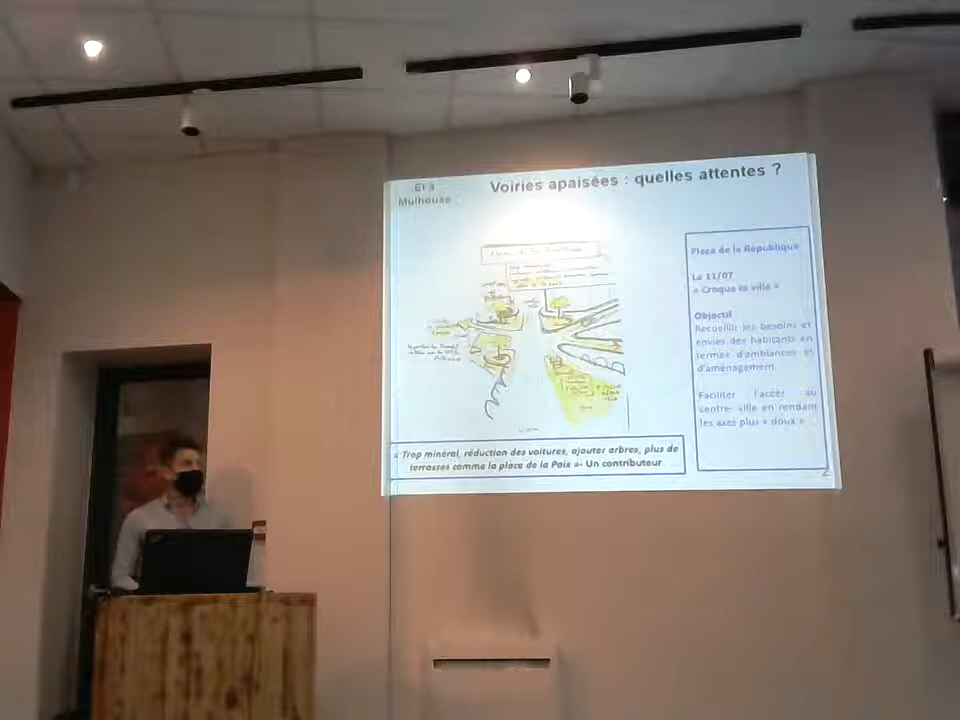 Et à
Mulhouse
Voiries apaisées : quelles attentes ?
Place de la République
Le 11/07
« Croque ta ville »
Objectif
Recueillir les besoins et
envies des habitants en
termes d'ambiances et
d'aménagement
Faciliter l'accès au
centre-ville en rendant
les axes plus « doux »
« Trop minéral, réduction des voitures, ajouter arbres, plus de
terrasses comme la place de la Paix »- Un contributeur
2